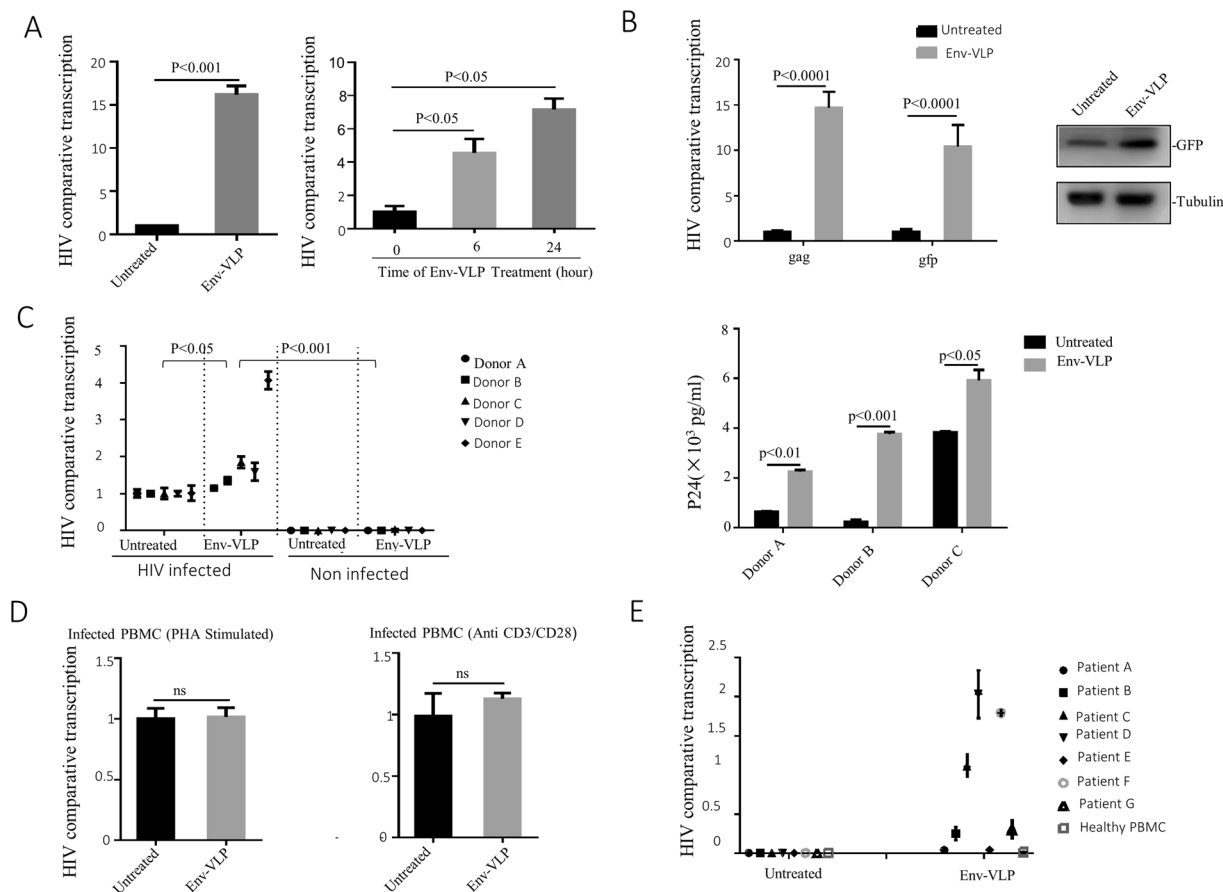 A
HIV comparative transcription
20
15
10
5
0
P<0.001
Untreated
Env-VLP
HIV comparative transcription
10
8
6
4
2
0
P<0.05
P<0.05
0
6
24
Time of Env-VLP Treatment (hour)
B
Untreated
Env-VLP
HIV comparative transcription
20
15
10
5
0
P<0.0001
P<0.0001
gag
gfp
Untreated
Env-VLP
-GFP
-Tubulin
C
HIV comparative transcription
5
4
3
2
1
0
P<0.05
P<0.001
Untreated
Env-VLP
Untreated
Env-VLP
HIV infected
Non infected
Donor A
Donor B
Donor C
Donor D
Donor E
P24(×10³ pg/ml)
8
6
4
2
0
p<0.01
p<0.001
p<0.05
Donor A
Donor B
Donor C
Untreated
Env-VLP
D
Infected PBMC (PHA Stimulated)
HIV comparative transcription
1.5
1
0.5
0
ns
Untreated
Env-VLP
Infected PBMC (Anti CD3/CD28)
HIV comparative transcription
1.5
1
0.5
0
ns
Untreated
Env-VLP
E
HIV comparative transcription
2.5
2
1.5
1
0.5
0
Untreated
Env-VLP
Patient A
Patient B
Patient C
Patient D
Patient E
Patient F
Patient G
Healthy PBMC